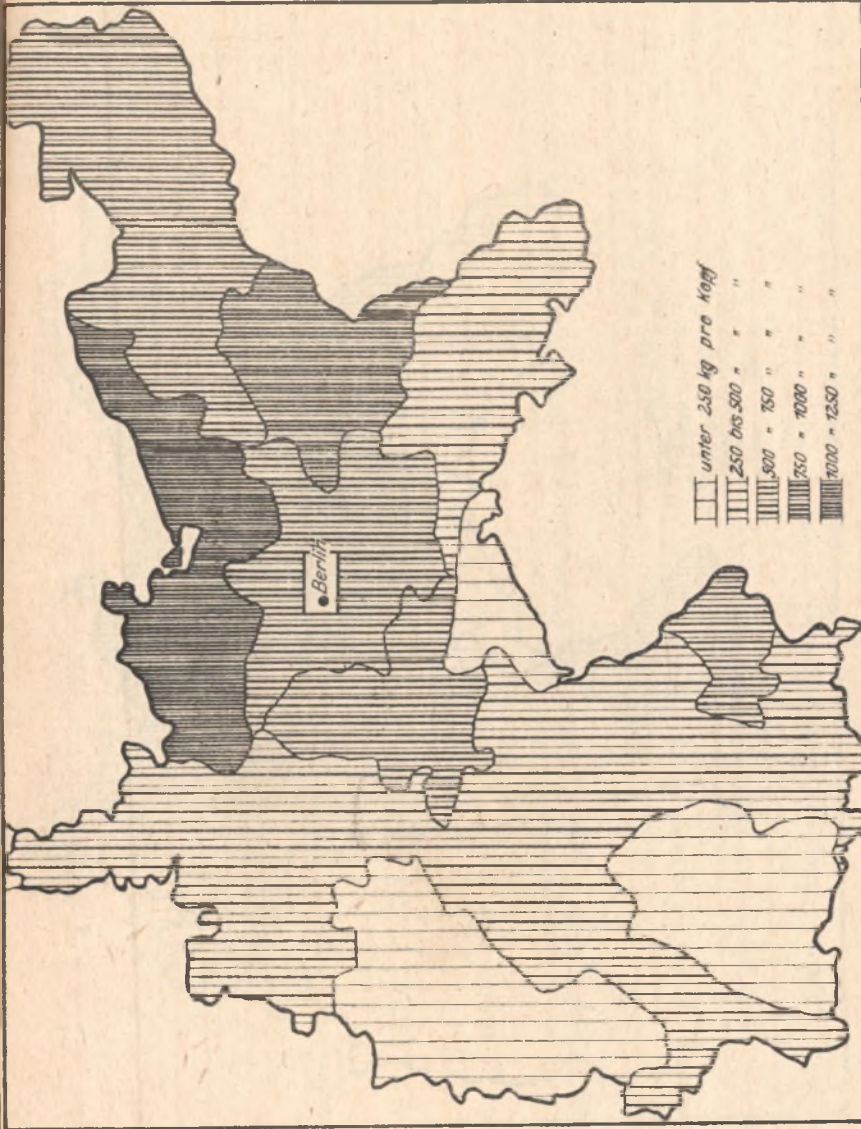 Berlin
unter 250 kg pro Kopf
250 bis 500 " " "
500 " 750 " " "
750 " 1000 " " "
1000 " 1250 " " "